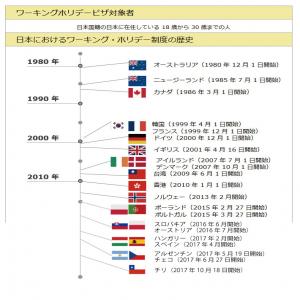 ワーキングホリデービザ対象者
日本国籍の日本に在住している 18 歳から 30 歳までの人
日本におけるワーキング・ホリデー制度の歴史
1980 年
オーストラリア（1980 年 12 月 1 日開始）
ニュージーランド（1985 年 7 月 1 日開始）
カナダ（1986 年 3 月 1 日開始）
1990 年
韓国（1999 年 4 月 1 日開始）
フランス（1999 年 12 月 1 日開始）
2000 年
ドイツ（2000 年 12 月 1 日開始）
イギリス（2001 年 4 月 16 日開始）
アイルランド（2007 年 1 月 1 日開始）
デンマーク（2007 年 10 月 1 日開始）
台湾（2009 年 6 月 1 日開始）
2010 年
香港（2010 年 1 月 1 日開始）
ノルウェー（2013 年 2 月開始）
ポーランド（2015 年 2 月 27 日開始）
ポルトガル（2015 年 3 月 27 日開始）
スロバキア（2016 年 6 月開始）
オーストリア（2016 年 7 月開始）
ハンガリー（2017 年 2 月開始）
スペイン（2017 年 4 月開始）
アルゼンチン（2017 年 5 月 19 日開始）
チェコ（2017 年 6 月 27 日開始）
チリ（2017 年 10 月 18 日開始）